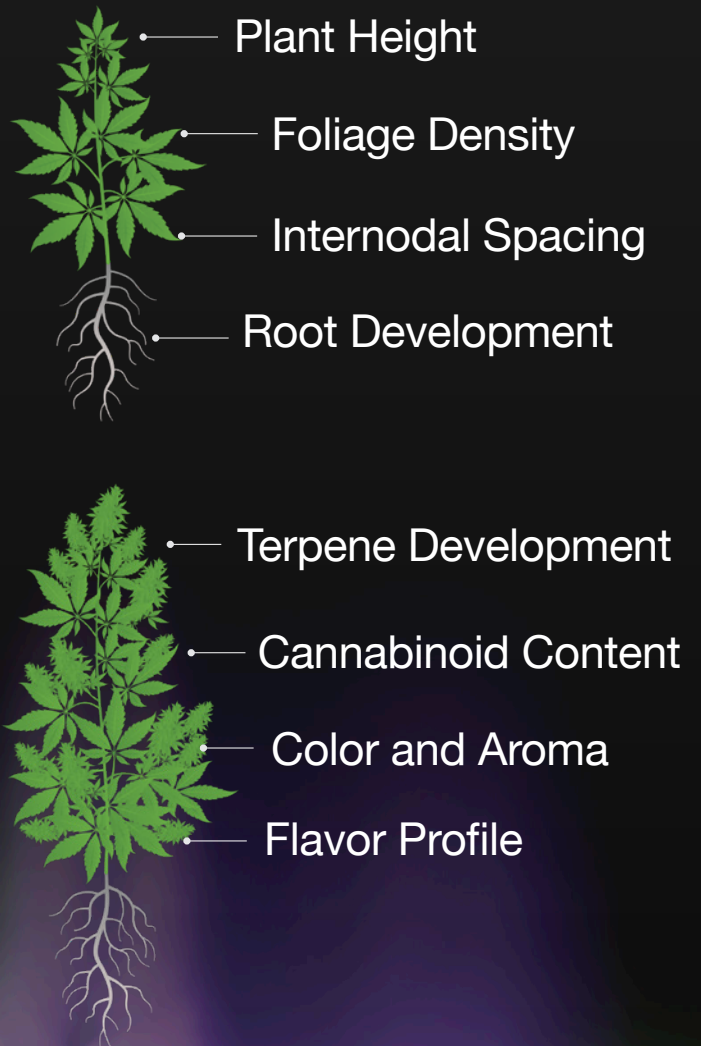 Plant Height
Foliage Density
Internodal Spacing
Root Development
Terpene Development
Cannabinoid Content
Color and Aroma
Flavor Profile